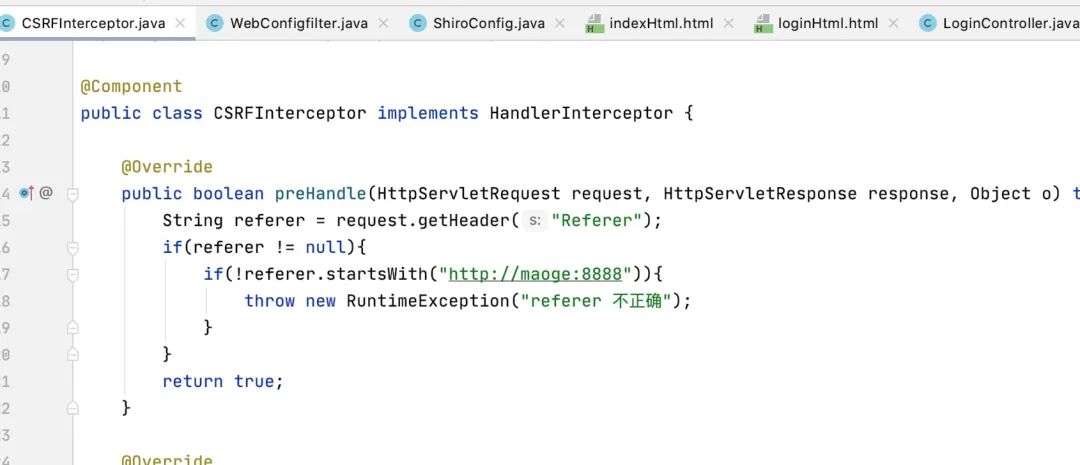 CSRFInterceptor.java WebConfigfilter.java ShiroConfig.java indexHtml.html loginHtml.html LoginController.java
9
0 @Component
1 public class CSRFInterceptor implements HandlerInterceptor {
2
3 @Override
4 @ public boolean preHandle(HttpServletRequest request, HttpServletResponse response, Object o) t
5 String referer = request.getHeader( s: "Referer");
6 if(referer != null){
7 if(!referer.startsWith("http://maoge:8888")){
8 throw new RuntimeException("referer 不正确");
9 }
0 }
1 return true;
2 }
3
@Override